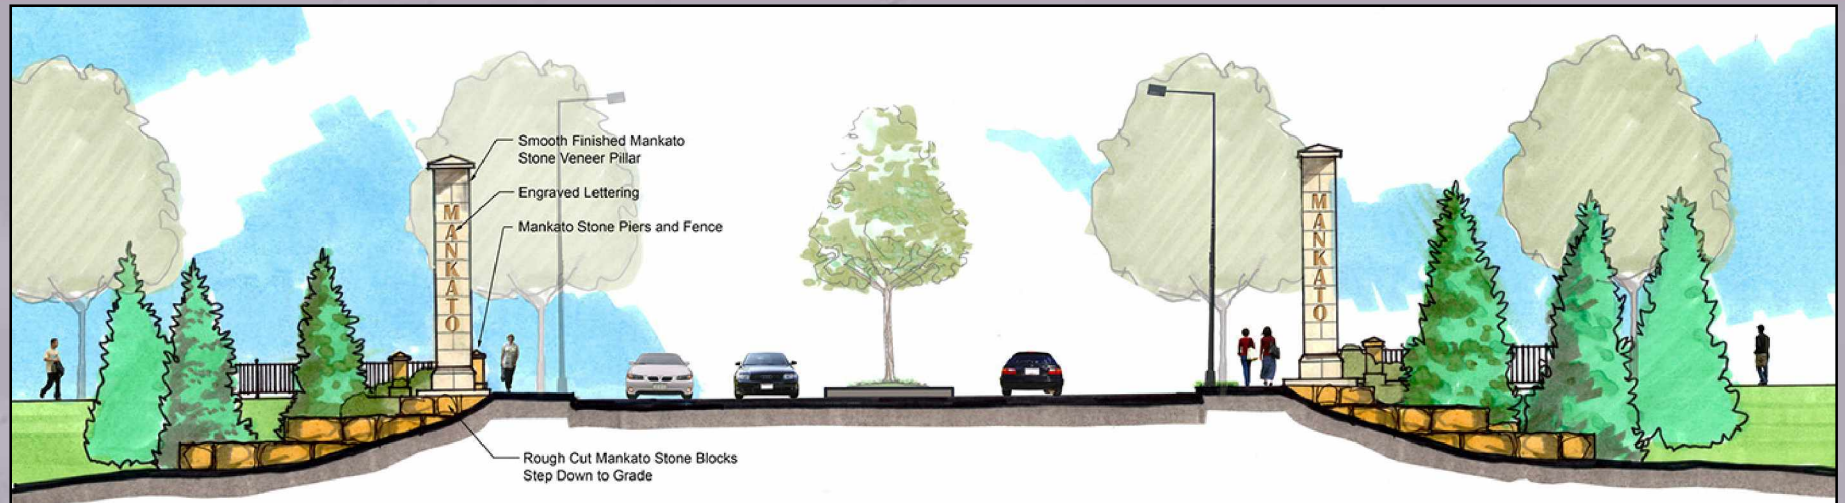 Smooth Finished Mankato
Stone Veneer Pillar
Engraved Lettering
Mankato Stone Piers and Fence
MANKATO
MANKATO
Rough Cut Mankato Stone Blocks
Step Down to Grade